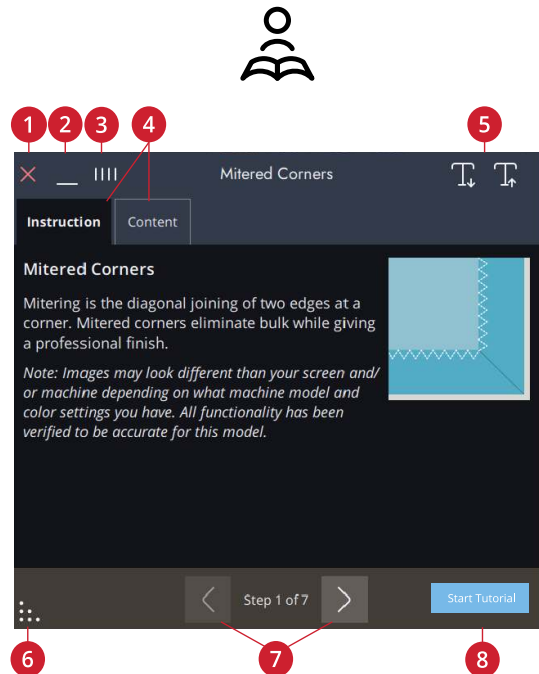 1 2 3 4 5
Mitered Corners
T T
Instruction Content
Mitered Corners
Mitering is the diagonal joining of two edges at a
corner. Mitered corners eliminate bulk while giving
a professional finish.
Note: Images may look different than your screen and/
or machine depending on what machine model and
color settings you have. All functionality has been
verified to be accurate for this model.
Step 1 of 7
Start Tutorial
6 7 8